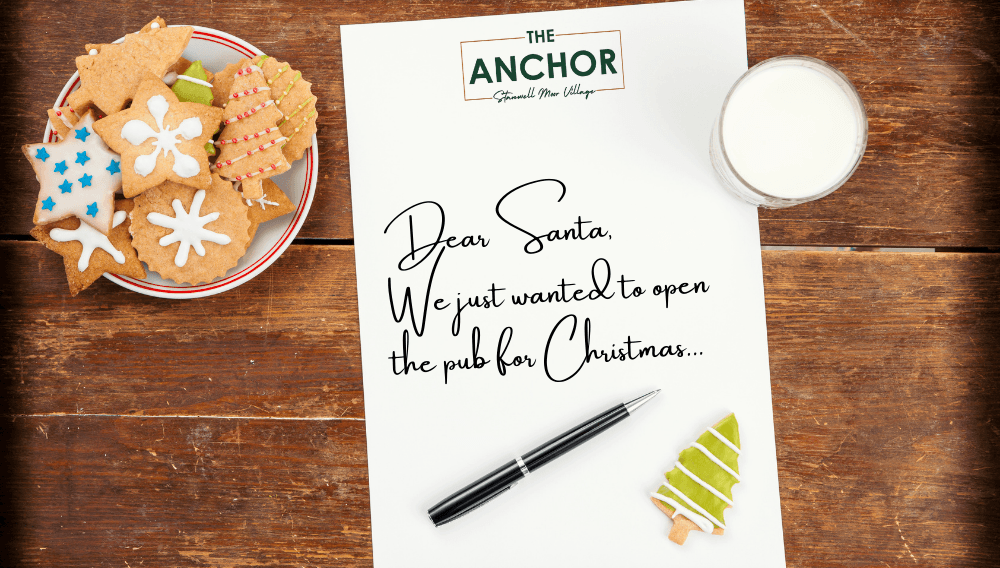 THE
ANCHOR
Stanwell Moor Village
Dear Santa,
We just wanted to open
the pub for Christmas...